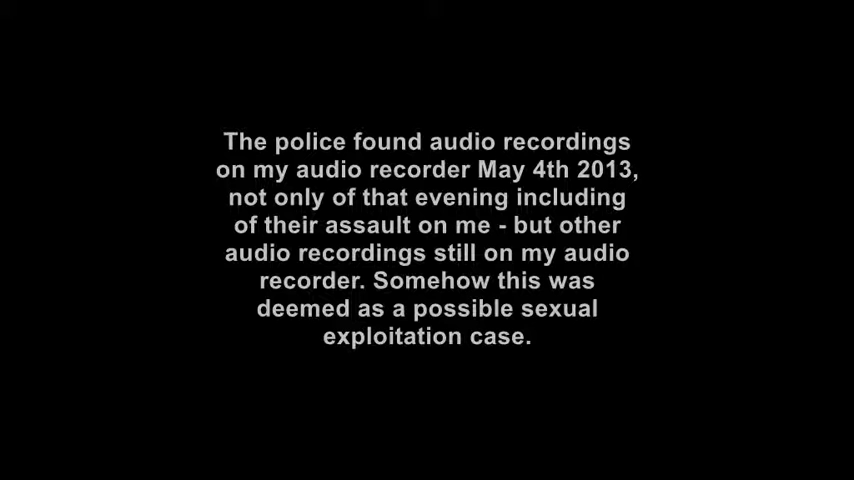 The police found audio recordings
on my audio recorder May 4th 2013,
not only of that evening including
of their assault on me - but other
audio recordings still on my audio
recorder. Somehow this was
deemed as a possible sexual
exploitation case.